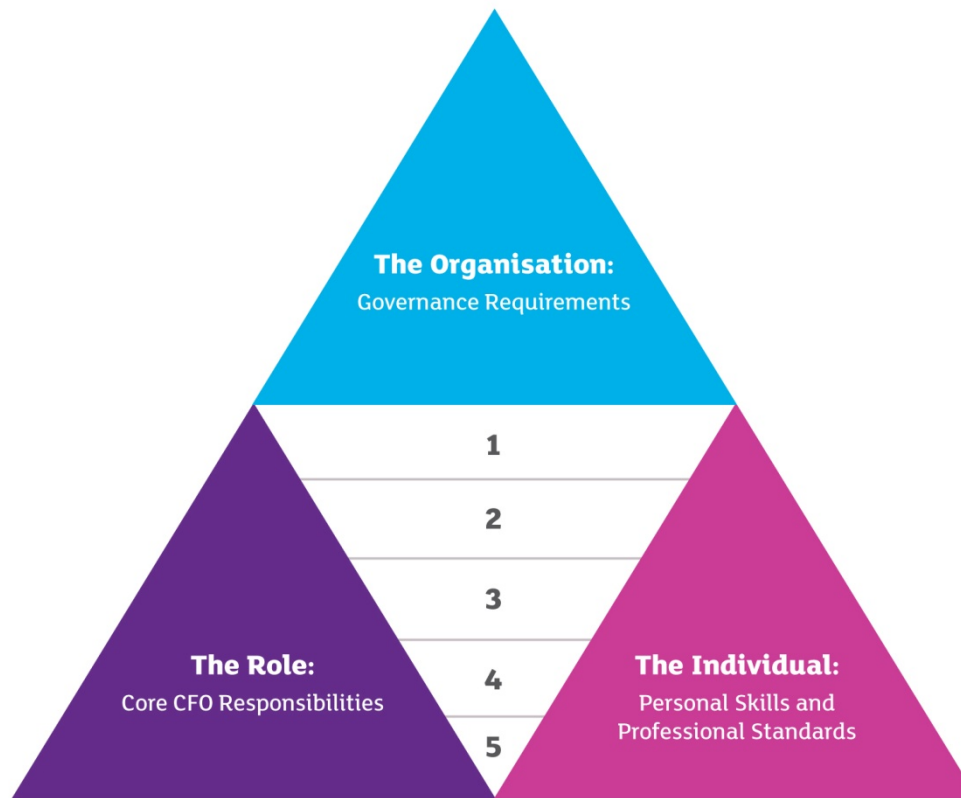 The Organisation:
Governance Requirements
1
2
3
4
5
The Role:
Core CFO Responsibilities
The Individual:
Personal Skills and
Professional Standards